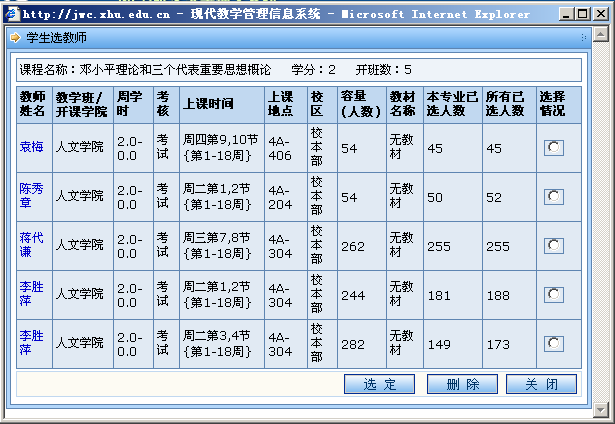 http://jwc.xhu.edu.cn - 现代教学管理信息系统 - Microsoft Internet Explorer
学生选教师
课程名称：邓小平理论和三个代表重要思想概论 学分：2 开班数：5
教师姓名 教学班/开课学院 周学时 考核 上课时间 上课地点 校区 容量(人数) 教材名称 本专业已选人数 所有已选人数 选择情况
袁梅 人文学院 2.0-0.0 考试 周四第9,10节{第1-18周} 4A-406 校本部 54 无教材 45 45
陈秀章 人文学院 2.0-0.0 考试 周二第1,2节{第1-18周} 4A-204 校本部 54 无教材 50 52
蒋代谦 人文学院 2.0-0.0 考试 周三第7,8节{第1-18周} 4A-304 校本部 262 无教材 255 255
李胜萍 人文学院 2.0-0.0 考试 周二第1,2节{第1-18周} 4A-304 校本部 244 无教材 181 188
李胜萍 人文学院 2.0-0.0 考试 周二第3,4节{第1-18周} 4A-304 校本部 282 无教材 149 173
选 定 删 除 关 闭